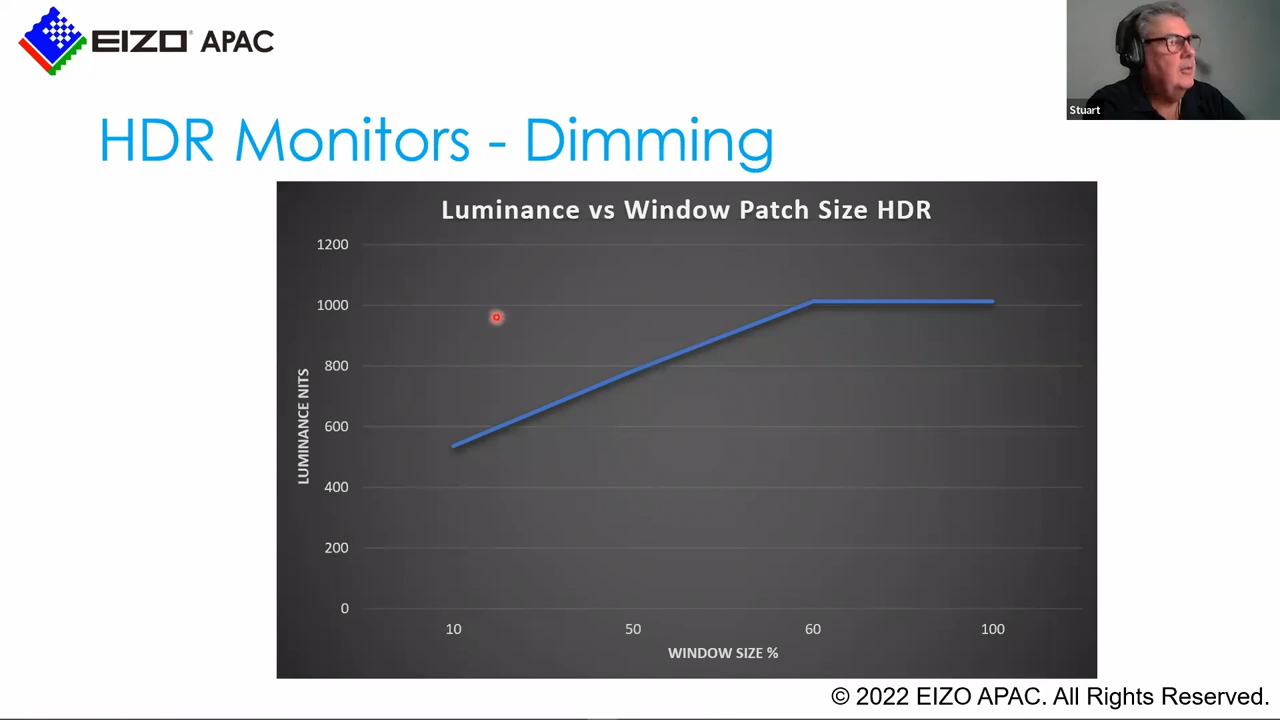 EIZO® APAC
Stuart
HDR Monitors - Dimming
Luminance vs Window Patch Size HDR
1200
1000
800
600
400
200
0
LUMINANCE NITS
10 50 60 100
WINDOW SIZE %
© 2022 EIZO APAC. All Rights Reserved.